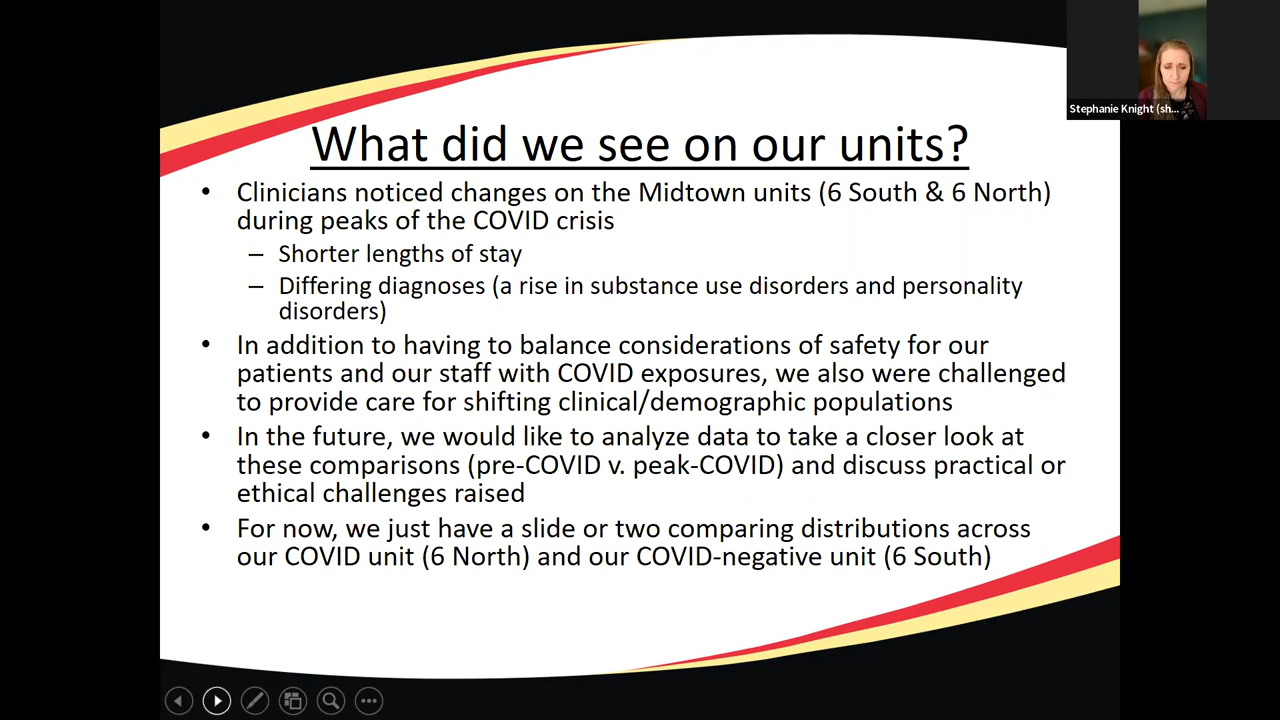 Stephanie Knight (sh...
What did we see on our units?
• Clinicians noticed changes on the Midtown units (6 South & 6 North)
during peaks of the COVID crisis
– Shorter lengths of stay
– Differing diagnoses (a rise in substance use disorders and personality
disorders)
• In addition to having to balance considerations of safety for our
patients and our staff with COVID exposures, we also were challenged
to provide care for shifting clinical/demographic populations
• In the future, we would like to analyze data to take a closer look at
these comparisons (pre-COVID v. peak-COVID) and discuss practical or
ethical challenges raised
• For now, we just have a slide or two comparing distributions across
our COVID unit (6 North) and our COVID-negative unit (6 South)